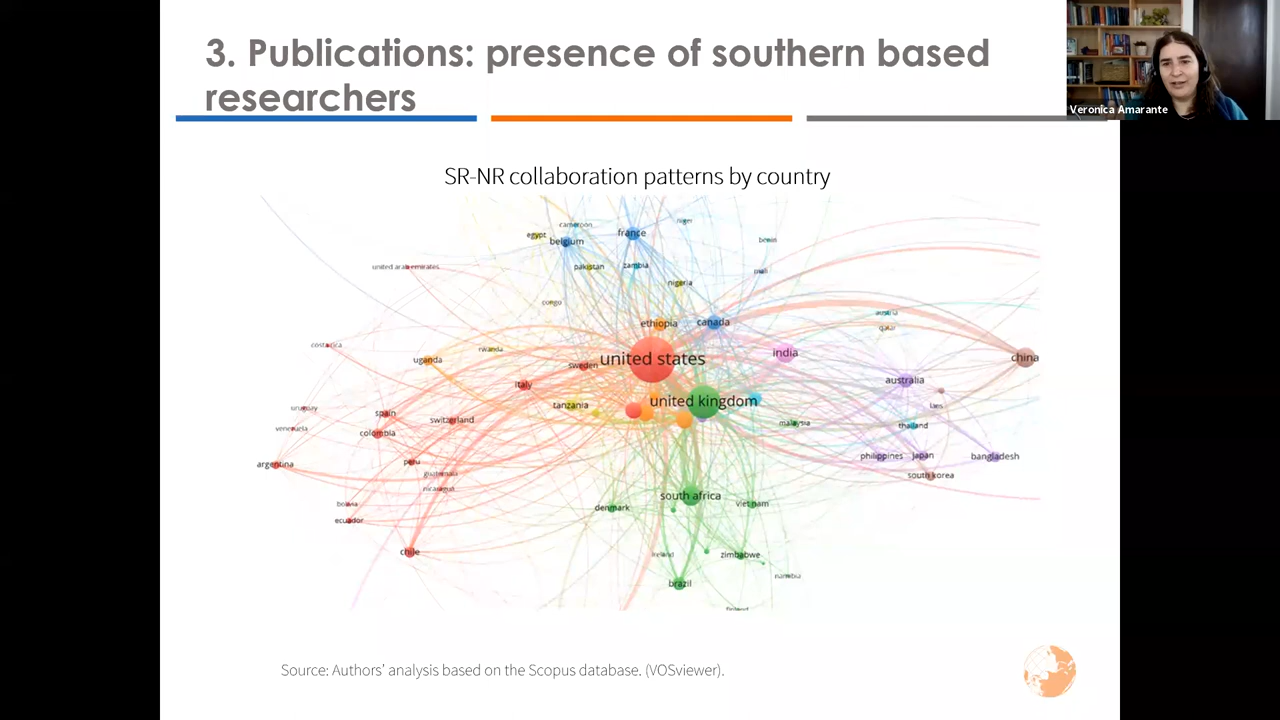 3. Publications: presence of southern based
researchers
Veronica Amarante
SR-NR collaboration patterns by country
niger
cameroon
egypt
belgium
france
benin
united arab emirates
pakistan
zambia
mali
nigeria
congo
austria
qatar
ethiopia
canada
costa rica
rwanda
uganda
sweden
united states
india
china
italy
australia
tanzania
united kingdom
laos
uruguay
spain
switzerland
malaysia
thailand
venezuela
colombia
argentina
peru
guatemala
nicaragua
philippines
japan
bangladesh
south korea
bolivia
ecuador
south africa
denmark
viet nam
chile
ireland
zimbabwe
namibia
brazil
finland
Source: Authors' analysis based on the Scopus database. (VOSviewer).